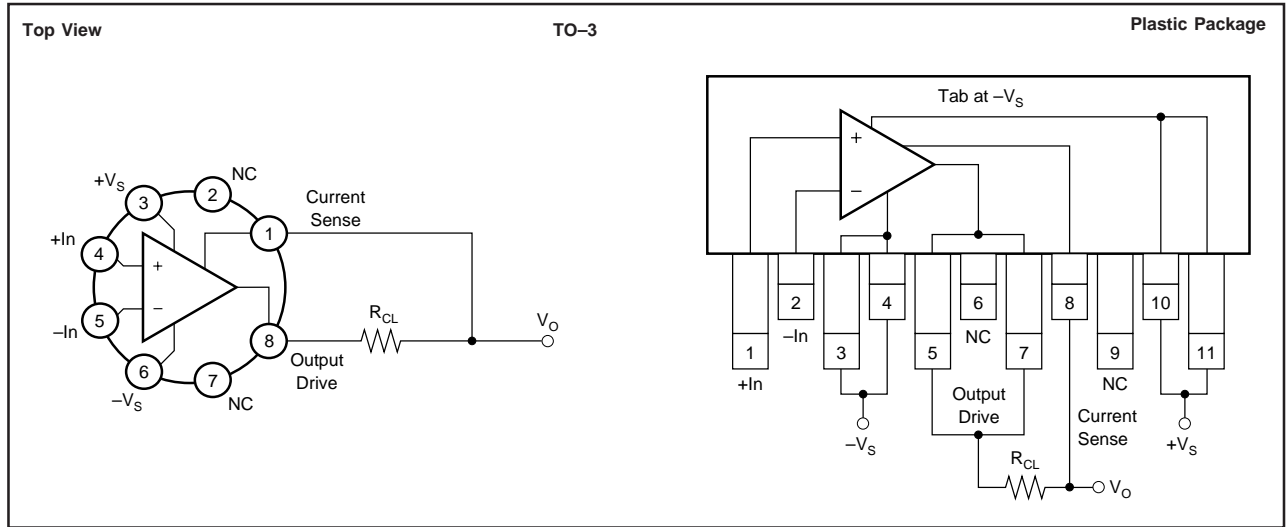 Top View
TO–3
Plastic Package
+VS
3
NC
2
Current
Sense
1
+In
4
+
–
5
–In
8
RCL
VO
Output
Drive
6
–VS
7
NC
Tab at –VS
+
–
1
+In
2
–In
3
4
5
6
NC
7
8
9
NC
10
11
–VS
Output
Drive
Current
Sense
+VS
RCL
VO